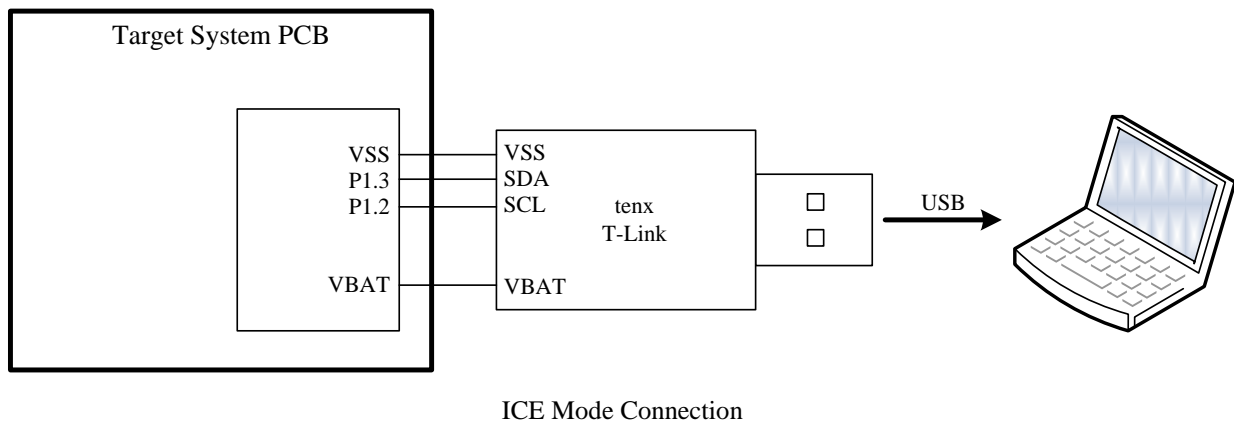 Target System PCB
VSS
P1.3
P1.2
VBAT
VSS
SDA
SCL
VBAT
tenx
T-Link
USB
ICE Mode Connection